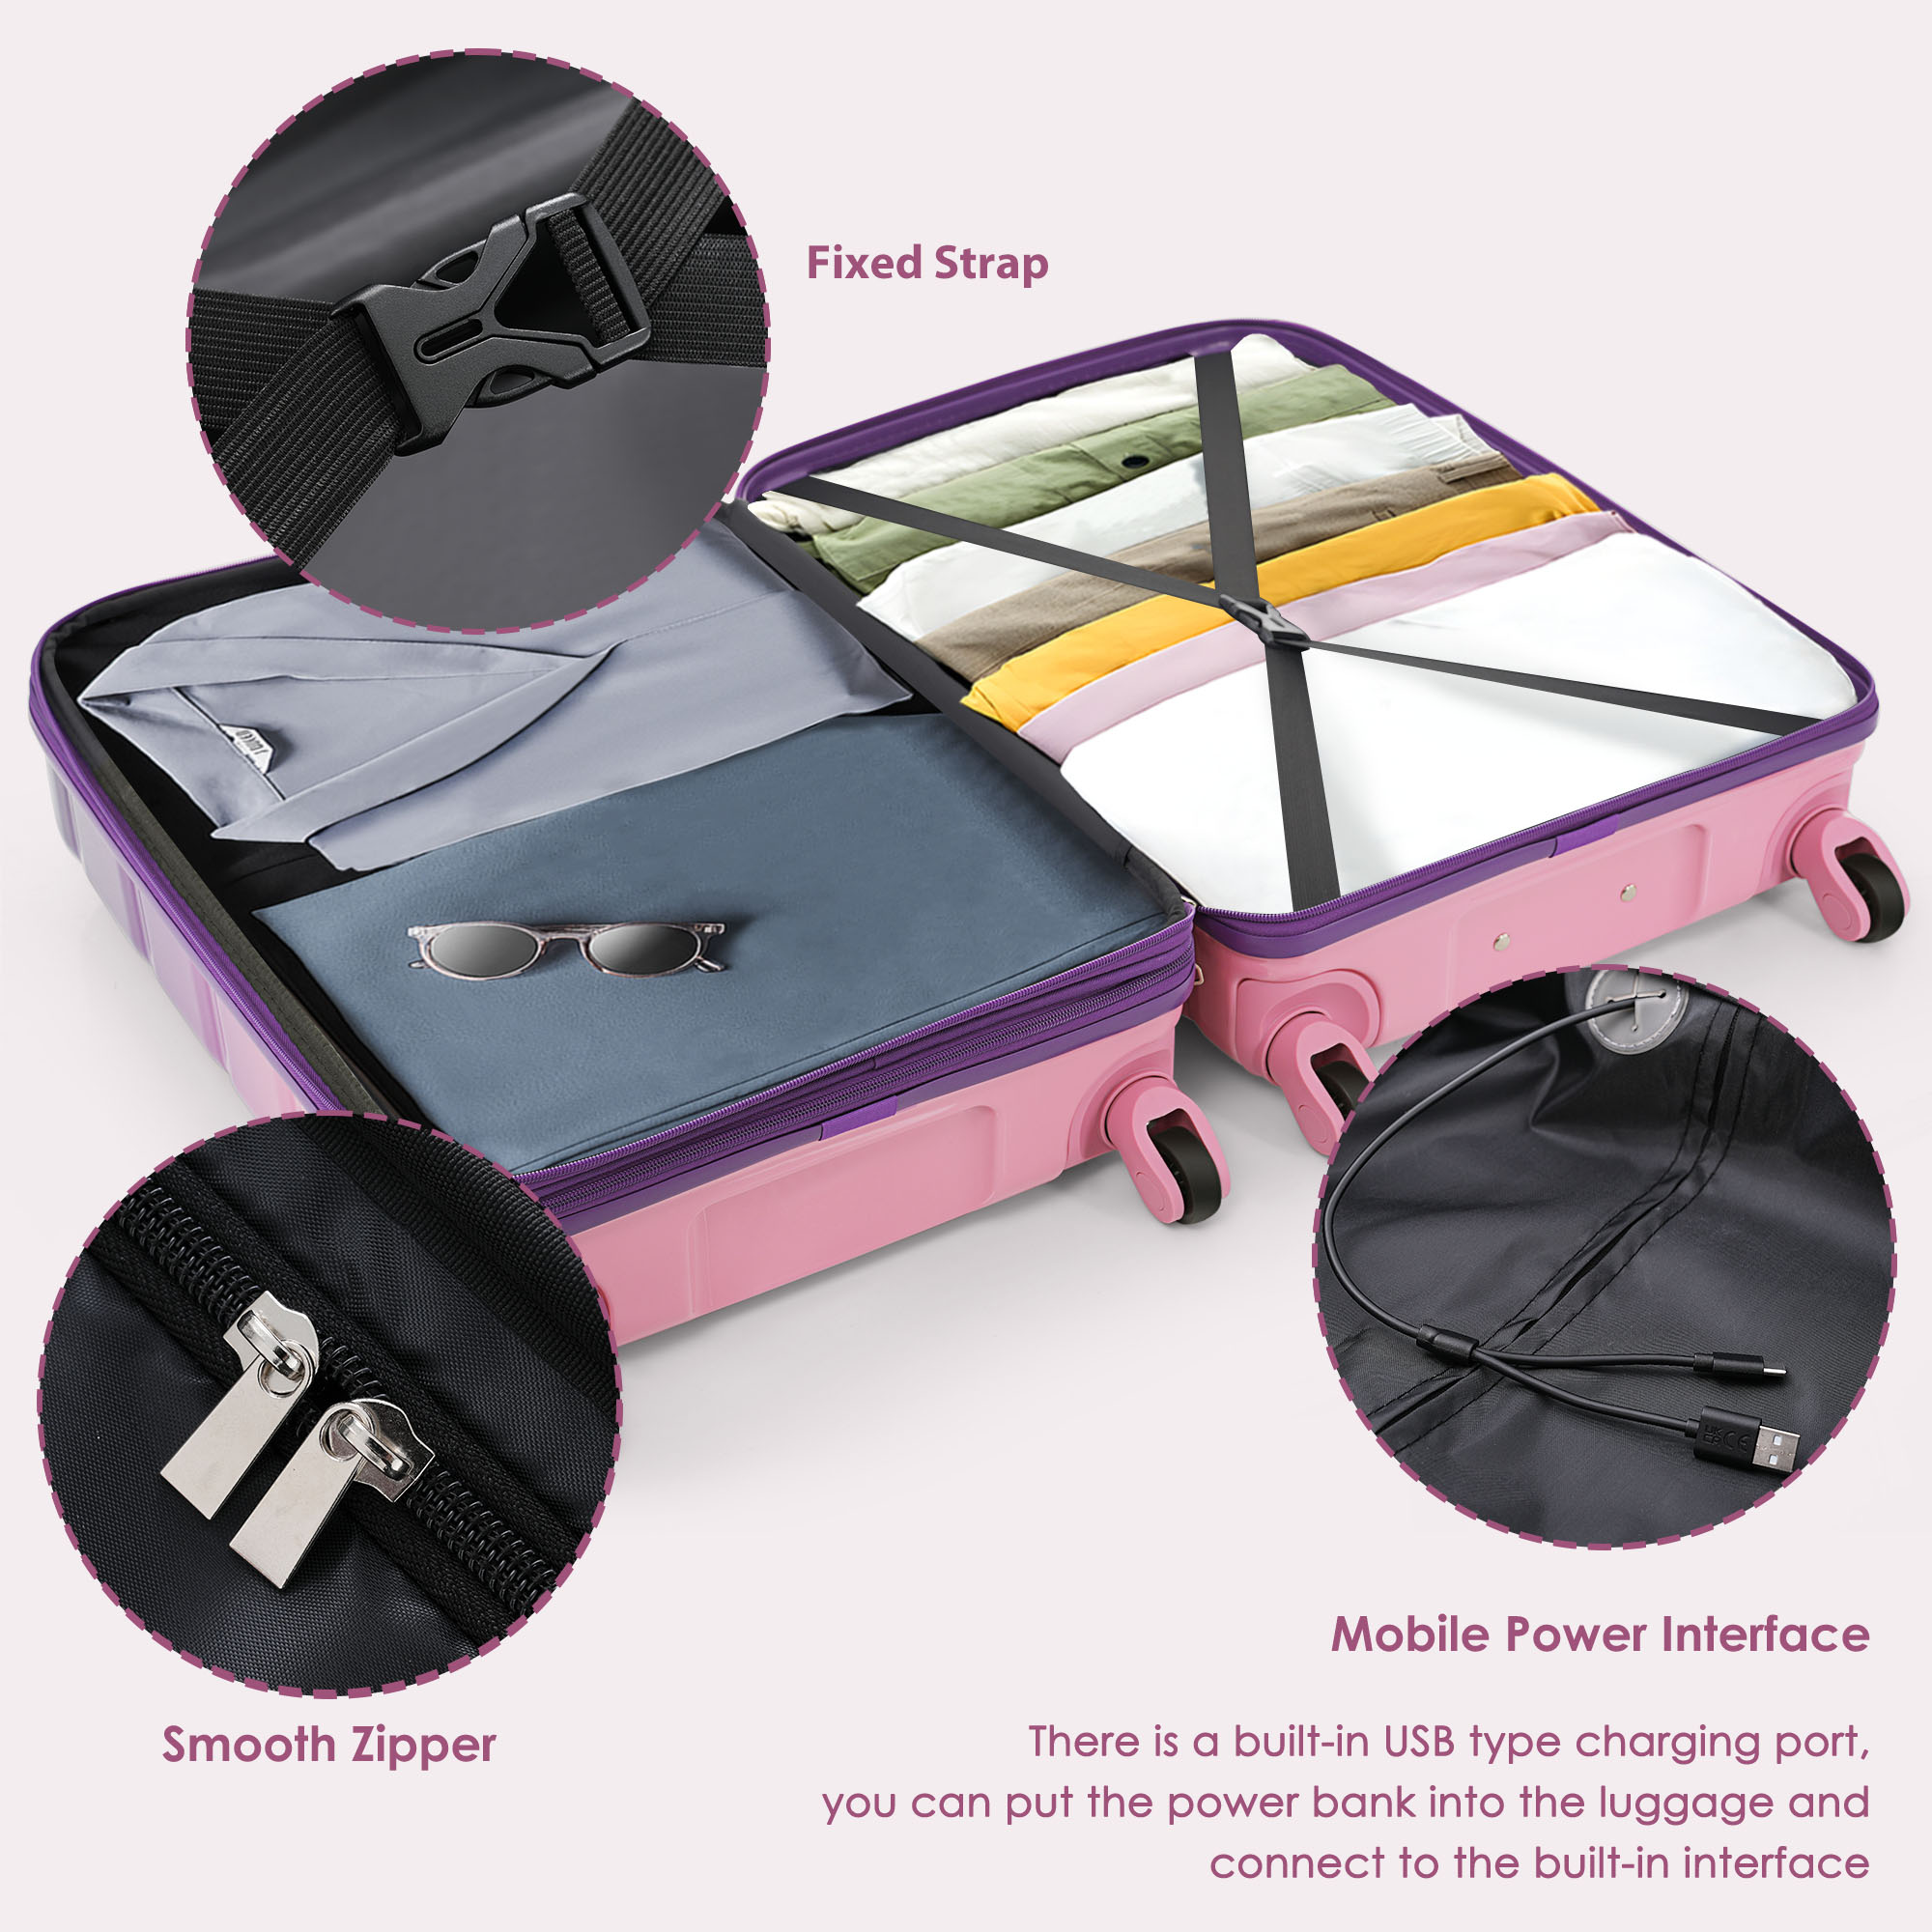 Fixed Strap
Smooth Zipper
Mobile Power Interface
There is a built-in USB type charging port,
you can put the power bank into the luggage and
connect to the built-in interface